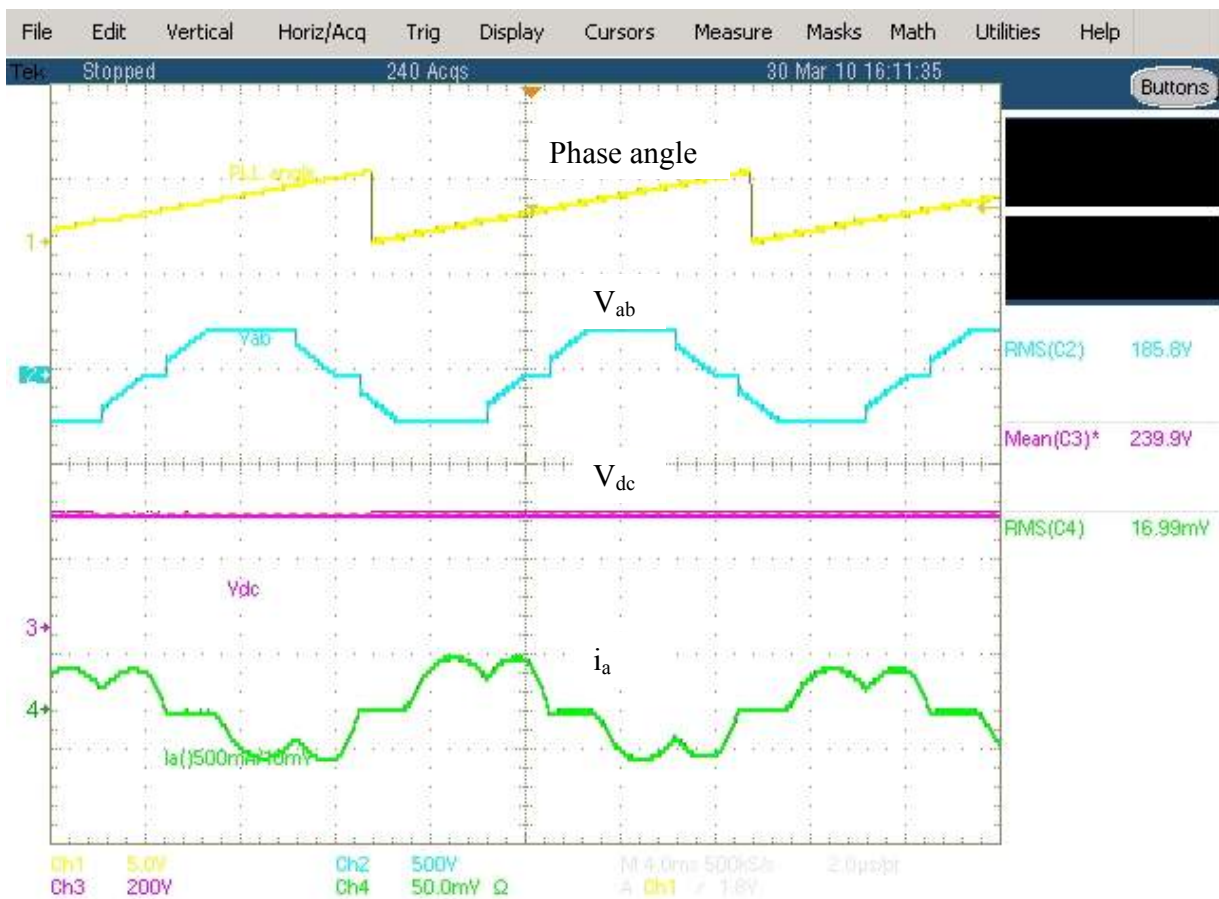 File Edit Vertical Horiz/Acq Trig Display Cursors Measure Masks Math Utilities Help
Tek Stopped 240 Acqs 30 Mar 10 16:11:35
Buttons
Phase angle
PLL angle
1
Vab
Vab
2
RMS(C2) 185.8V
Mean(C3)* 239.9V
Vdc
RMS(C4) 16.99mV
Vdc
3
ia
4
Ia()500mA/10mV
Ch1 5.0V Ch2 500V M 4.0ms 500kS/s 2.0µs/pt
Ch3 200V Ch4 50.0mV Ω A Ch1 / 1.8V